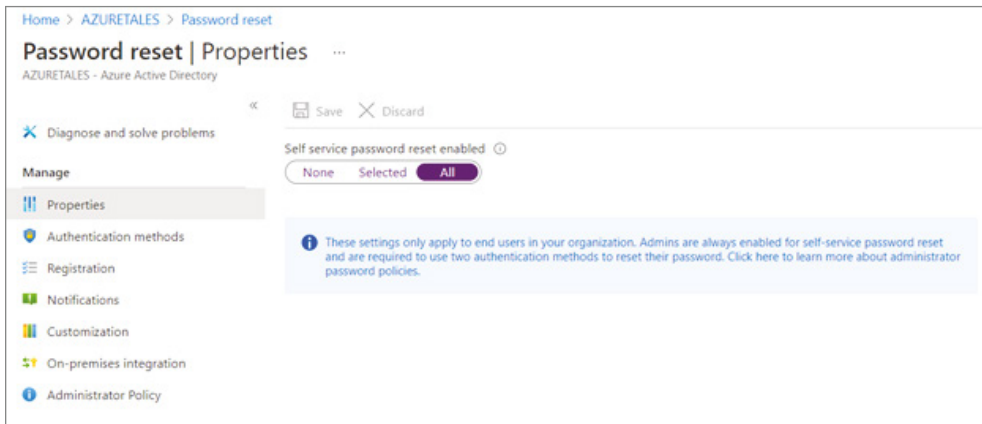 Home > AZURETALES > Password reset
Password reset | Properties ...
AZURETALES - Azure Active Directory
«
Save Discard
Diagnose and solve problems
Self service password reset enabled
Manage
None Selected All
Properties
Authentication methods
These settings only apply to end users in your organization. Admins are always enabled for self-service password reset
and are required to use two authentication methods to reset their password. Click here to learn more about administrator
password policies.
Registration
Notifications
Customization
On-premises integration
Administrator Policy